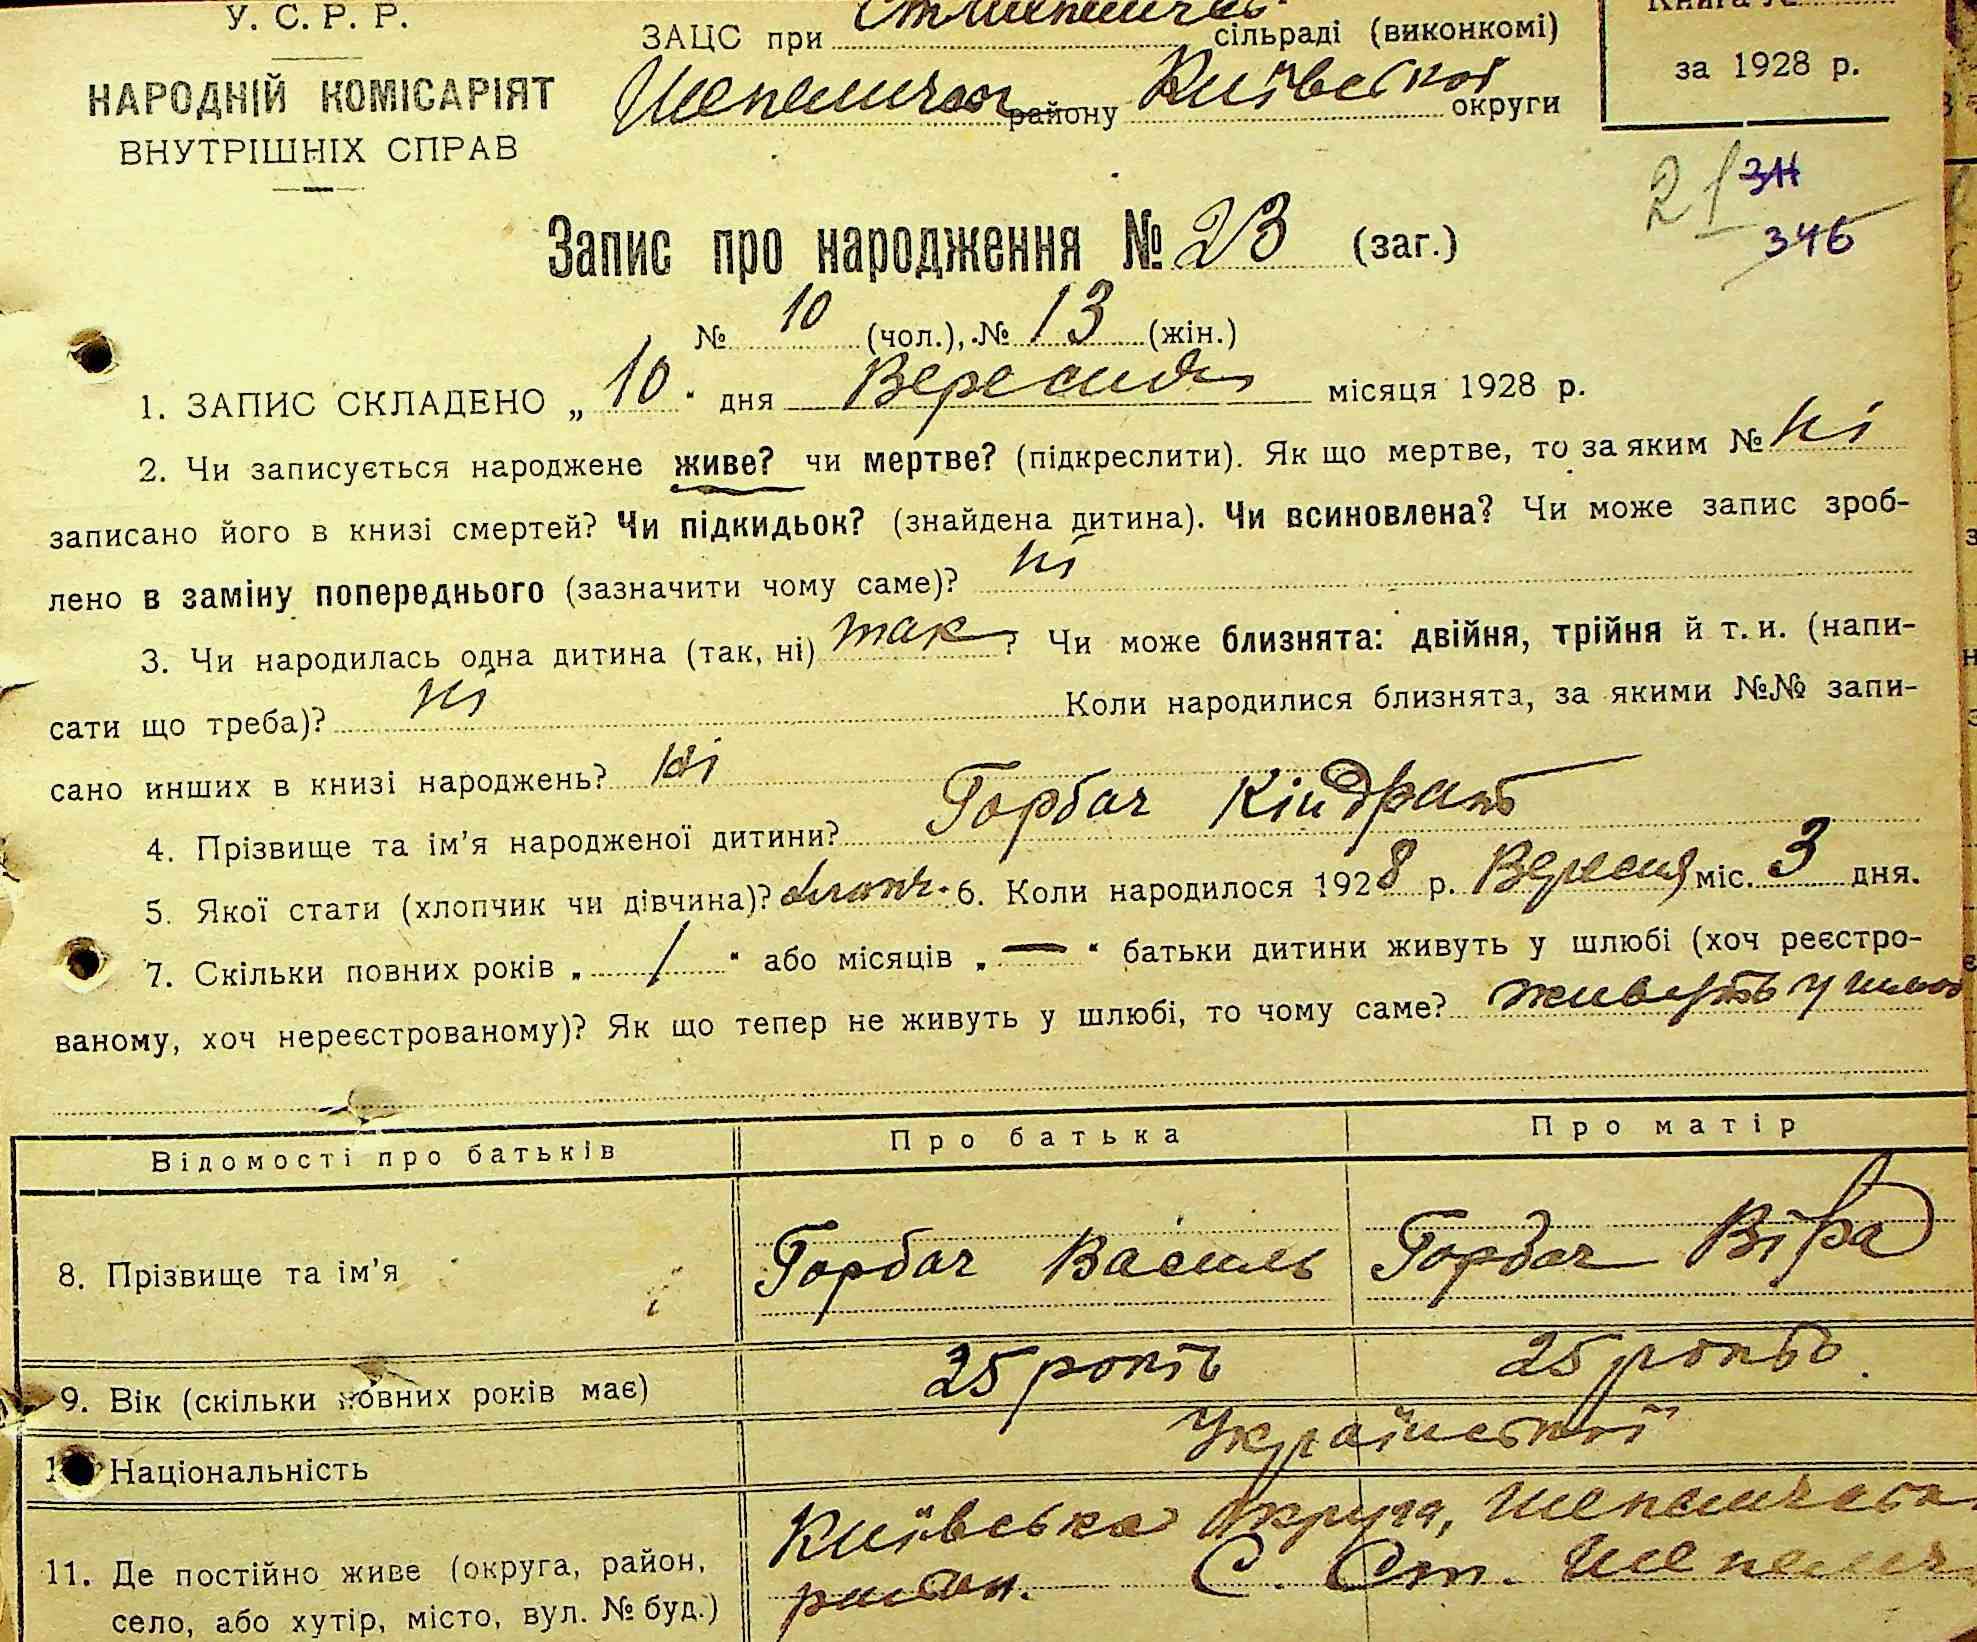 У. С. Р. Р.
НАРОДНІЙ КОМІСАРІЯТ
ВНУТРІШНІХ СПРАВ
ЗАЦС при сільраді (виконкомі)
району Київської округи
за 1928 р.
21 311
346
Запис про народження № 23 (заг.)
№ 10 (чол.), № 13 (жін.)
1. ЗАПИС СКЛАДЕНО „ 10 " дня Вересня місяця 1928 р.
2. Чи записується народжене живе? чи мертве? (підкреслити). Як що мертве, то за яким № ні
записано його в книзі смертей? Чи підкидьок? (знайдена дитина). Чи всиновлена? Чи може запис зроб-
лено в заміну попереднього (зазначити чому саме)? ні
3. Чи народилась одна дитина (так, ні) так ? Чи може близнята: двійня, трійня й т. и. (напи-
сати що треба)? ні Коли народилися близнята, за якими №№ запи-
сано инших в книзі народжень? ні
4. Прізвище та ім'я народженої дитини? Горбач Кіндрат
5. Якої стати (хлопчик чи дівчина)? хлопч. 6. Коли народилося 1928 р. Вересня міс. 3 дня.
7. Скільки повних років „ 1 " або місяців „ — " батьки дитини живуть у шлюбі (хоч реєстро-
ваному, хоч нереєстрованому)? Як що тепер не живуть у шлюбі, то чому саме? живуть у
Відомості про батьків Про батька Про матір
8. Прізвище та ім'я Горбач Василь Горбач Віра
9. Вік (скільки повних років має) 25 років 25 років
Національність Української
11. Де постійно живе (округа, район, село, або хутір, місто, вул. № буд.) Київська округа,
район. С. Ст.